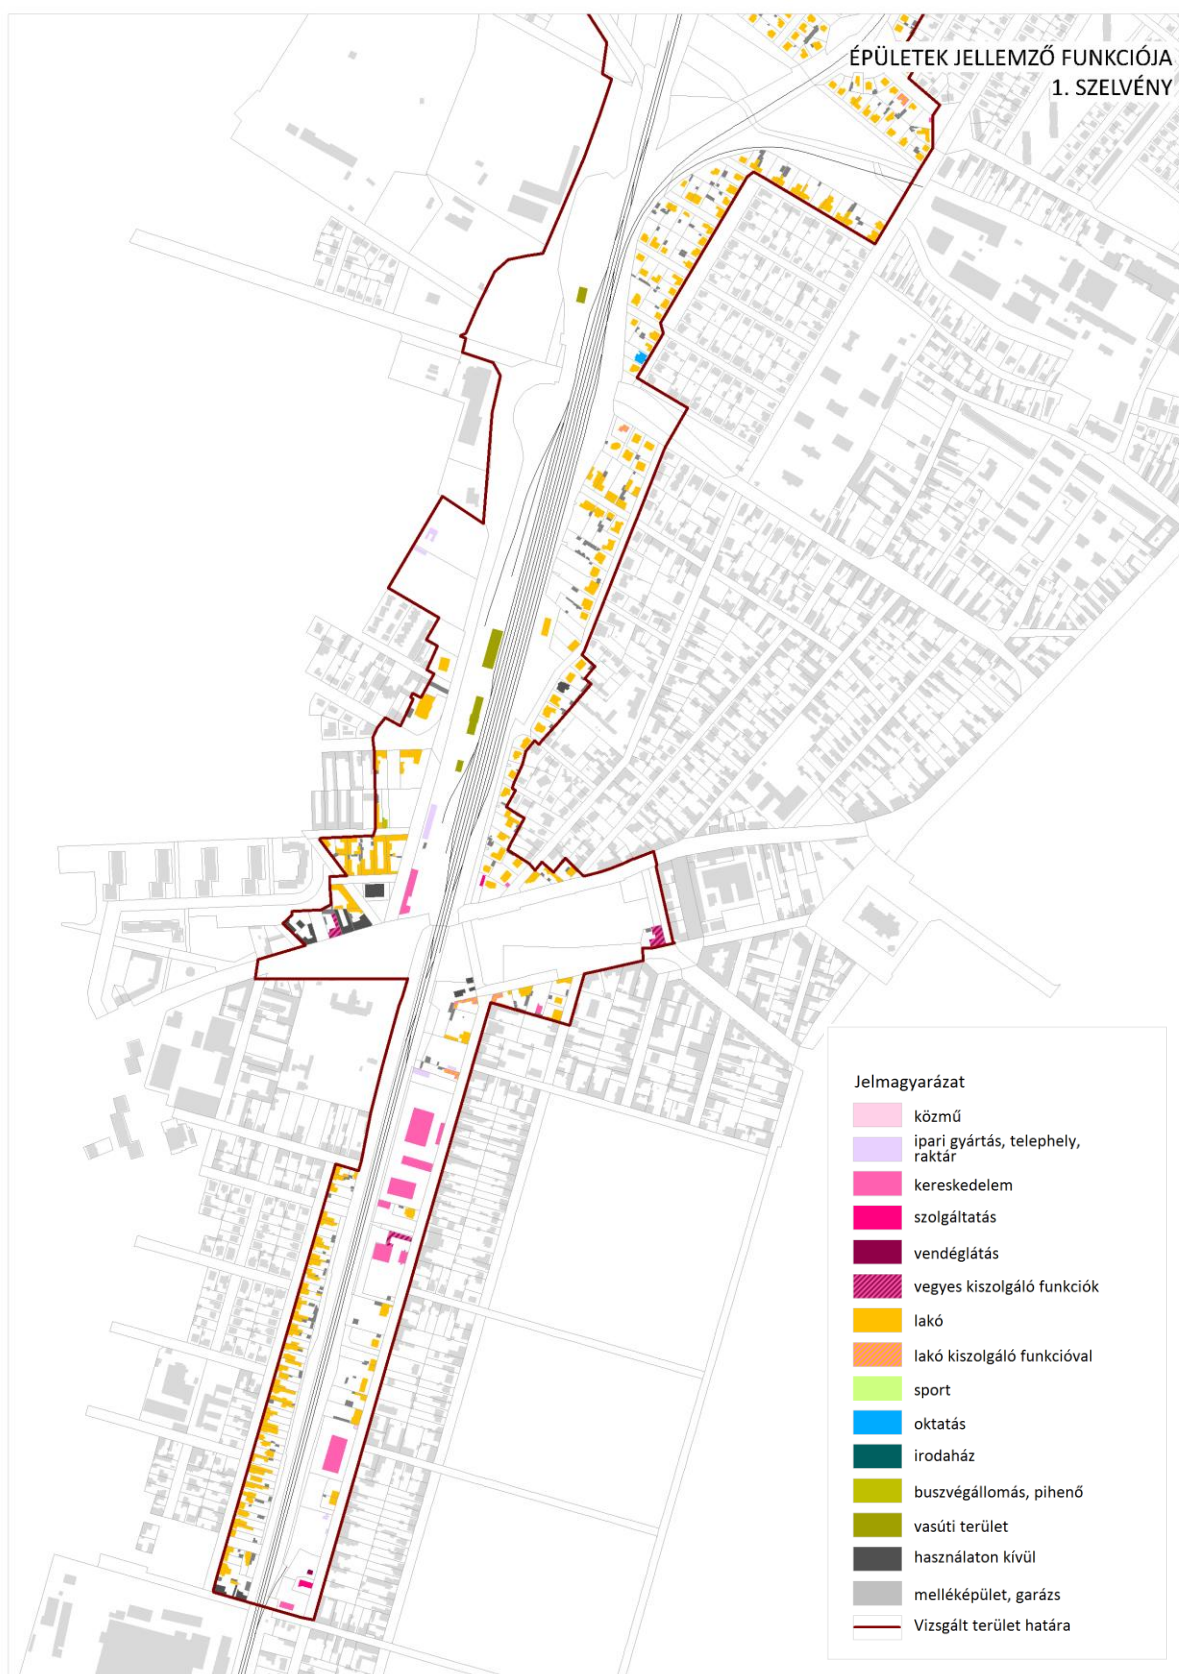 ÉPÜLETEK JELLEMZŐ FUNKCIÓJA
1. SZELVÉNY
Jelmagyarázat
közmű
ipari gyártás, telephely,
raktár
kereskedelem
szolgáltatás
vendéglátás
vegyes kiszolgáló funkciók
lakó
lakó kiszolgáló funkcióval
sport
oktatás
irodaház
buszvégállomás, pihenő
vasúti terület
használaton kívül
melléképület, garázs
Vizsgált terület határa